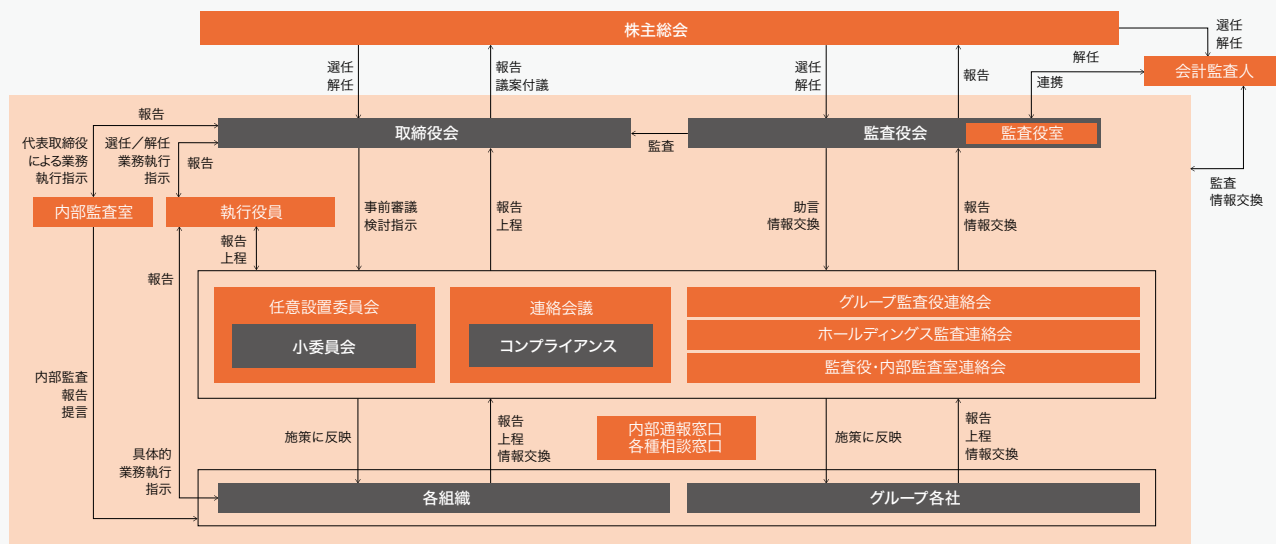 株主総会
選任
解任
報告
議案付議
選任
解任
報告
解任
連携
選任
解任
会計監査人
報告
取締役会
監査
監査役会
監査役室
代表取締役
による業務
執行指示
選任／解任
業務執行
指示
報告
監査
情報交換
内部監査室
執行役員
事前審議
検討指示
報告
上程
助言
情報交換
報告
情報交換
報告
上程
報告
任意設置委員会
小委員会
連絡会議
コンプライアンス
グループ監査役連絡会
ホールディングス監査連絡会
監査役・内部監査室連絡会
内部監査
報告
提言
施策に反映
報告
上程
情報交換
内部通報窓口
各種相談窓口
施策に反映
報告
上程
情報交換
具体的
業務執行
指示
各組織
グループ各社